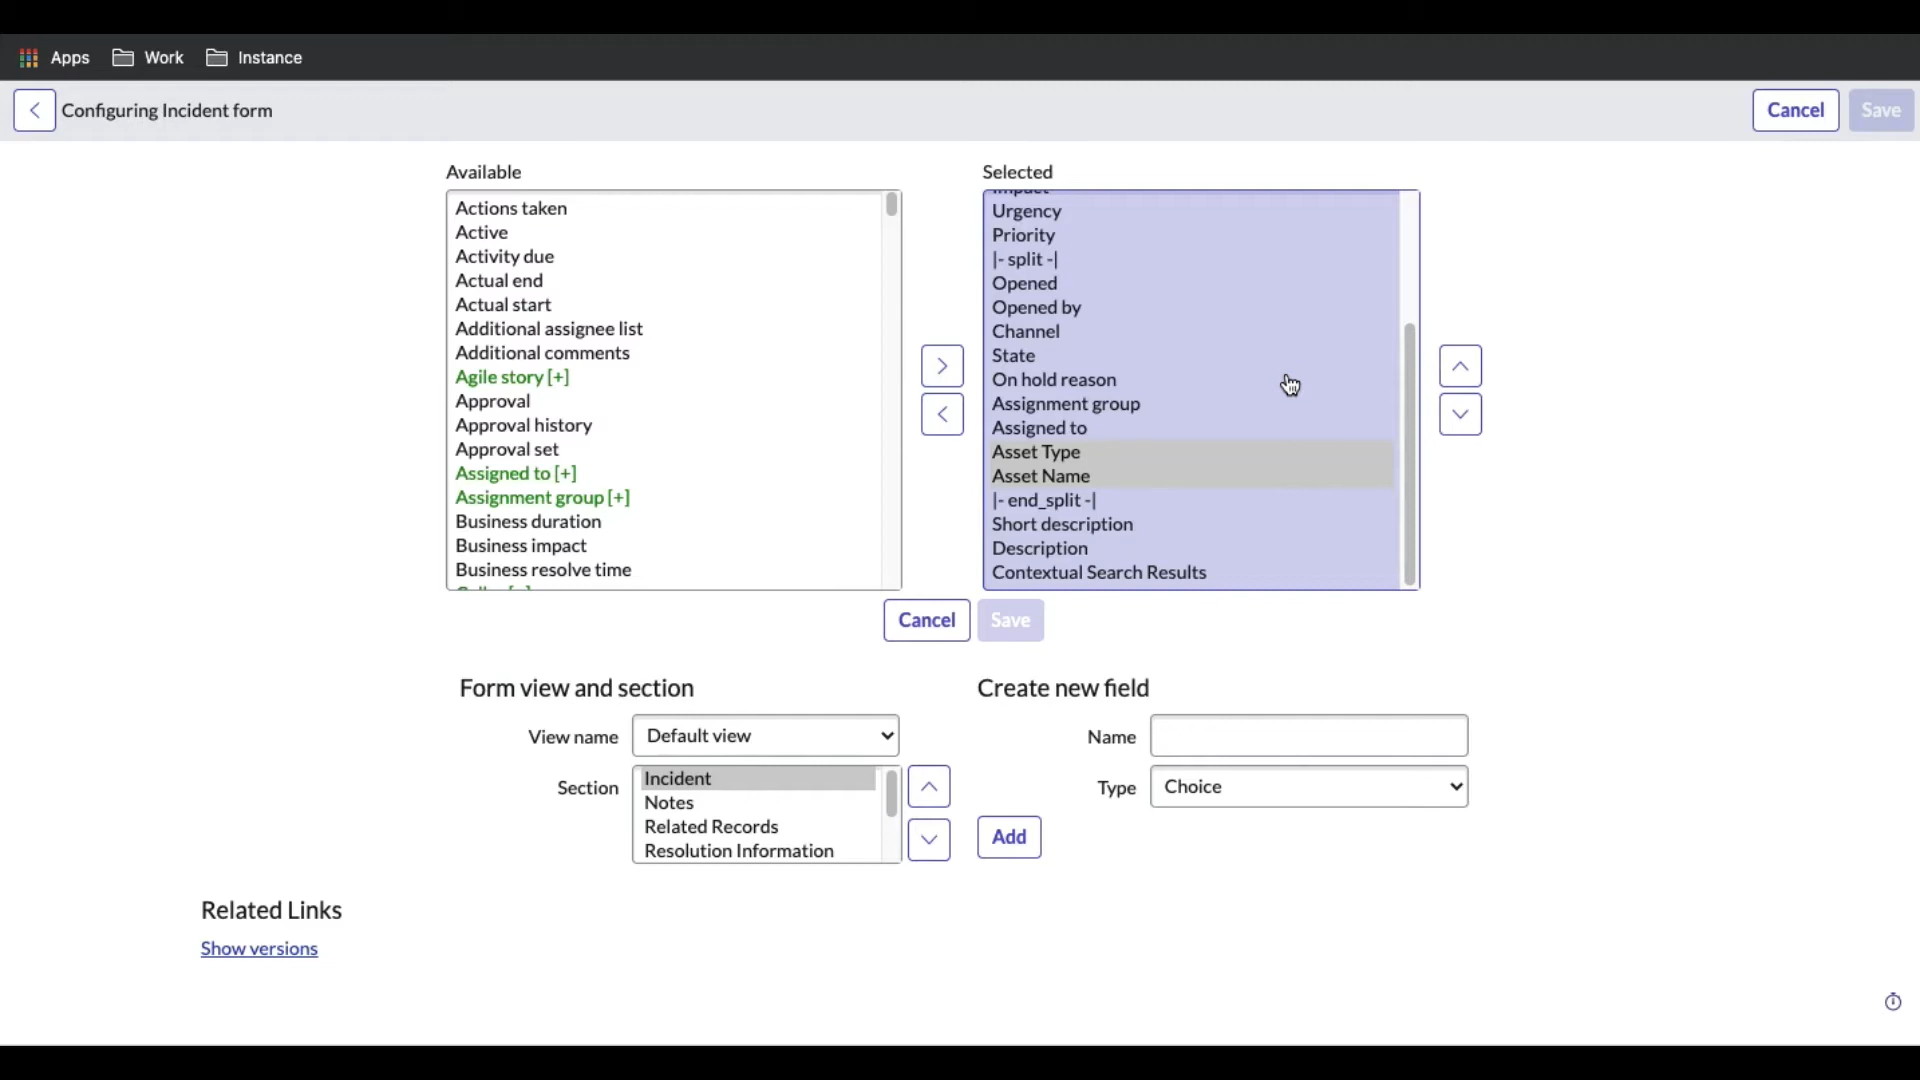 Apps Work Instance
Configuring Incident form
Cancel Save
Available
Actions taken
Active
Activity due
Actual end
Actual start
Additional assignee list
Additional comments
Agile story [+]
Approval
Approval history
Approval set
Assigned to [+]
Assignment group [+]
Business duration
Business impact
Business resolve time
Selected
Impact
Urgency
Priority
|- split -|
Opened
Opened by
Channel
State
On hold reason
Assignment group
Assigned to
Asset Type
Asset Name
|- end_split -|
Short description
Description
Contextual Search Results
Cancel Save
Form view and section
View name Default view
Section
Incident
Notes
Related Records
Resolution Information
Create new field
Name
Type Choice
Add
Related Links
Show versions